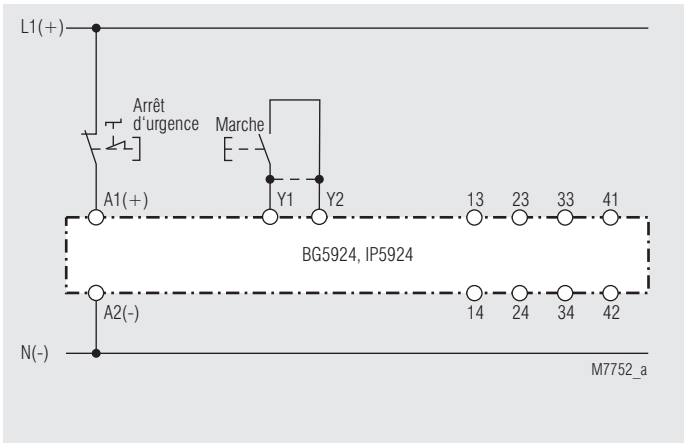 L1(+)
Arrêt
d‘urgence
Marche
A1(+)
Y1
Y2
13
23
33
41
BG5924, IP5924
A2(-)
14
24
34
42
N(-)
M7752_a